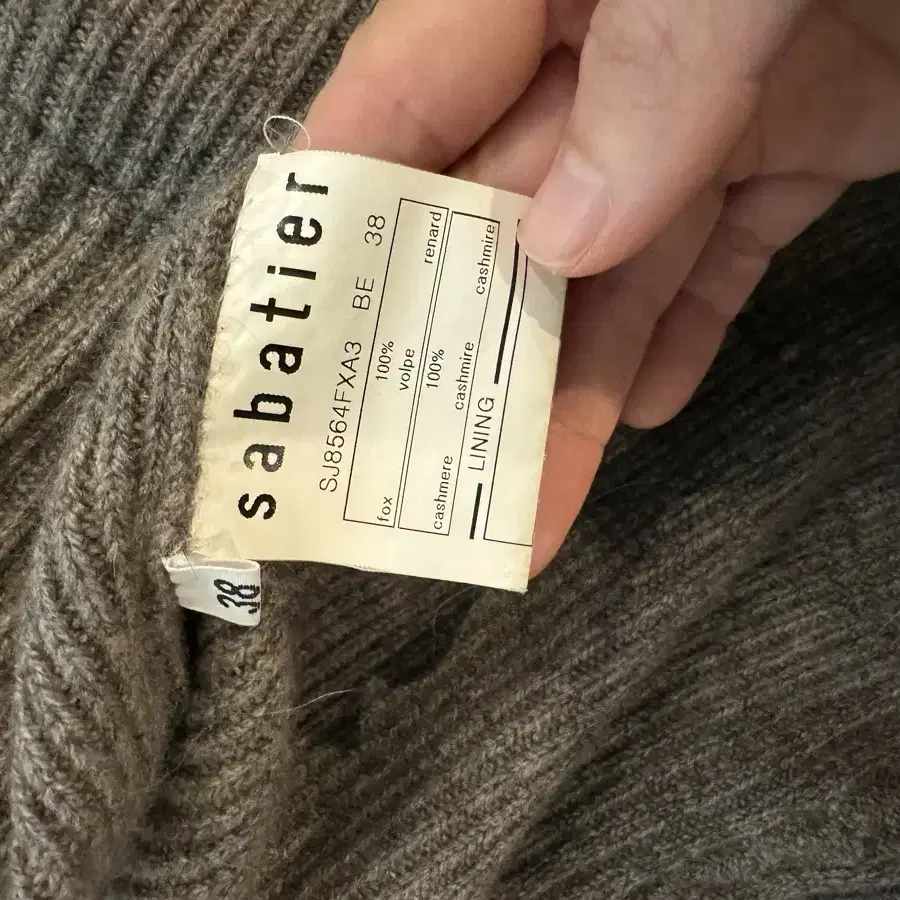 sabatier
SJ8564FXA3 BE 38
fox 100% renard
volpe
cashmere 100% cashmire
cashmire
LINING
38